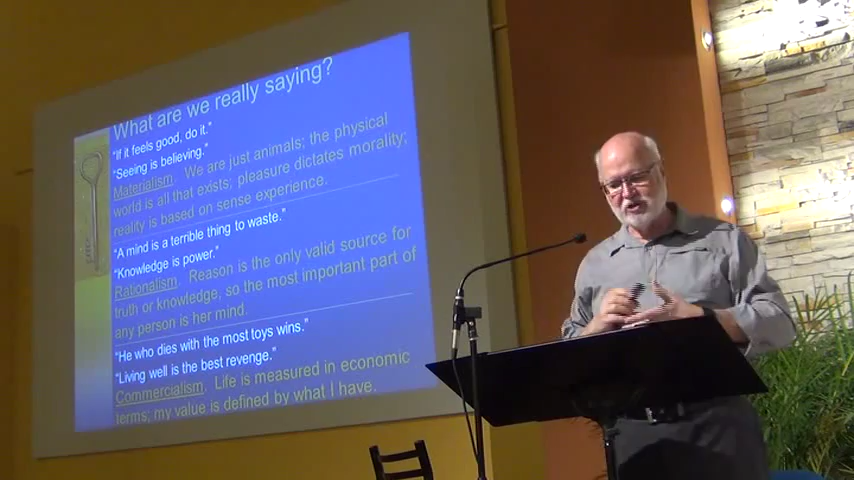 What are we really saying?
"If it feels good, do it."
"Seeing is believing."
Materialism. We are just animals; the physical
world is all that exists; pleasure dictates morality;
reality is based on sense experience.
"A mind is a terrible thing to waste."
"Knowledge is power."
Rationalism. Reason is the only valid source for
truth or knowledge, so the most important part of
any person is her mind.
"He who dies with the most toys wins."
"Living well is the best revenge."
Commercialism. Life is measured in economic
terms; my value is defined by what I have.